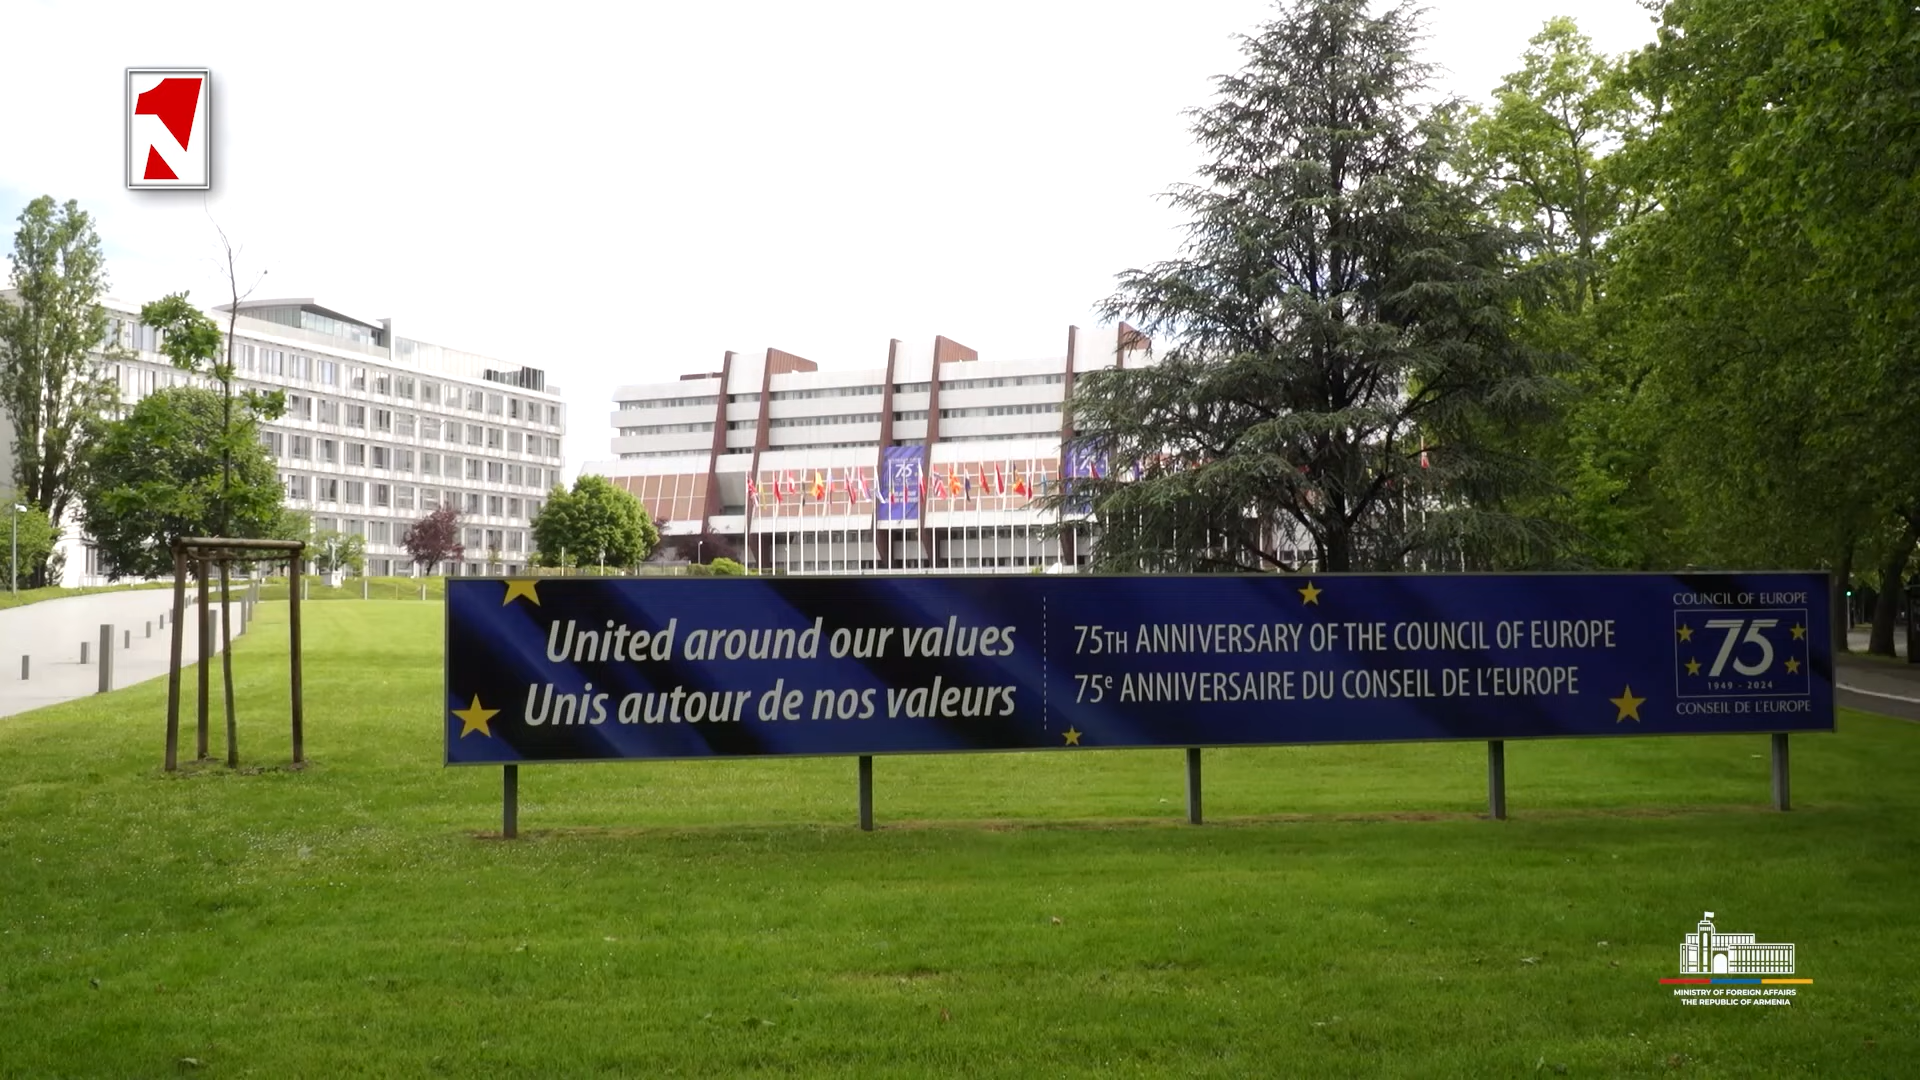 1N
United around our values
Unis autour de nos valeurs
75TH ANNIVERSARY OF THE COUNCIL OF EUROPE
75e ANNIVERSAIRE DU CONSEIL DE L'EUROPE
COUNCIL OF EUROPE
75
1949 - 2024
CONSEIL DE L'EUROPE
75
MINISTRY OF FOREIGN AFFAIRS
THE REPUBLIC OF ARMENIA